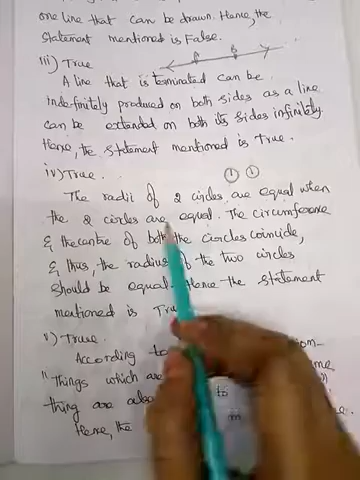 one line that can be drawn. Hence, the
statement mentioned is False.
iii) True
A B
A line that is terminated can be
indefinitely produced on both sides as a line
can be extended on both its sides infinitely.
Hence, the statement mentioned is True.
iv) True.
The radii of 2 circles are equal when
the 2 circles are equal. The circumference
& the centre of both the circles coincide,
& thus, the radius of the two circles
should be equal. Hence the statement
mentioned is Tru
v) True.
According to
"Things which are
thing are also to
Hence, the